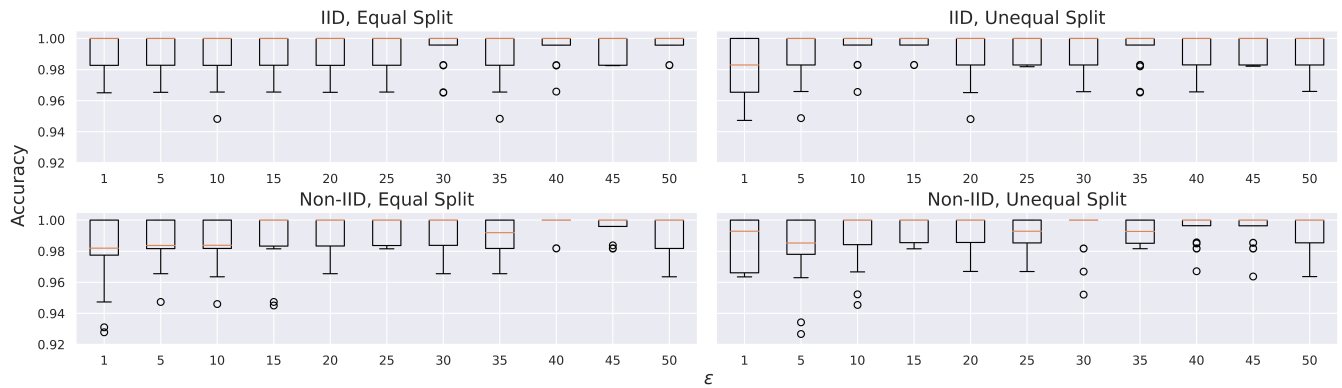 IID, Equal Split
IID, Unequal Split
1.00
0.98
0.96
0.94
0.92
1 5 10 15 20 25 30 35 40 45 50
1 5 10 15 20 25 30 35 40 45 50
Accuracy
Non-IID, Equal Split
Non-IID, Unequal Split
1.00
0.98
0.96
0.94
0.92
1 5 10 15 20 25 30 35 40 45 50
1 5 10 15 20 25 30 35 40 45 50
ε